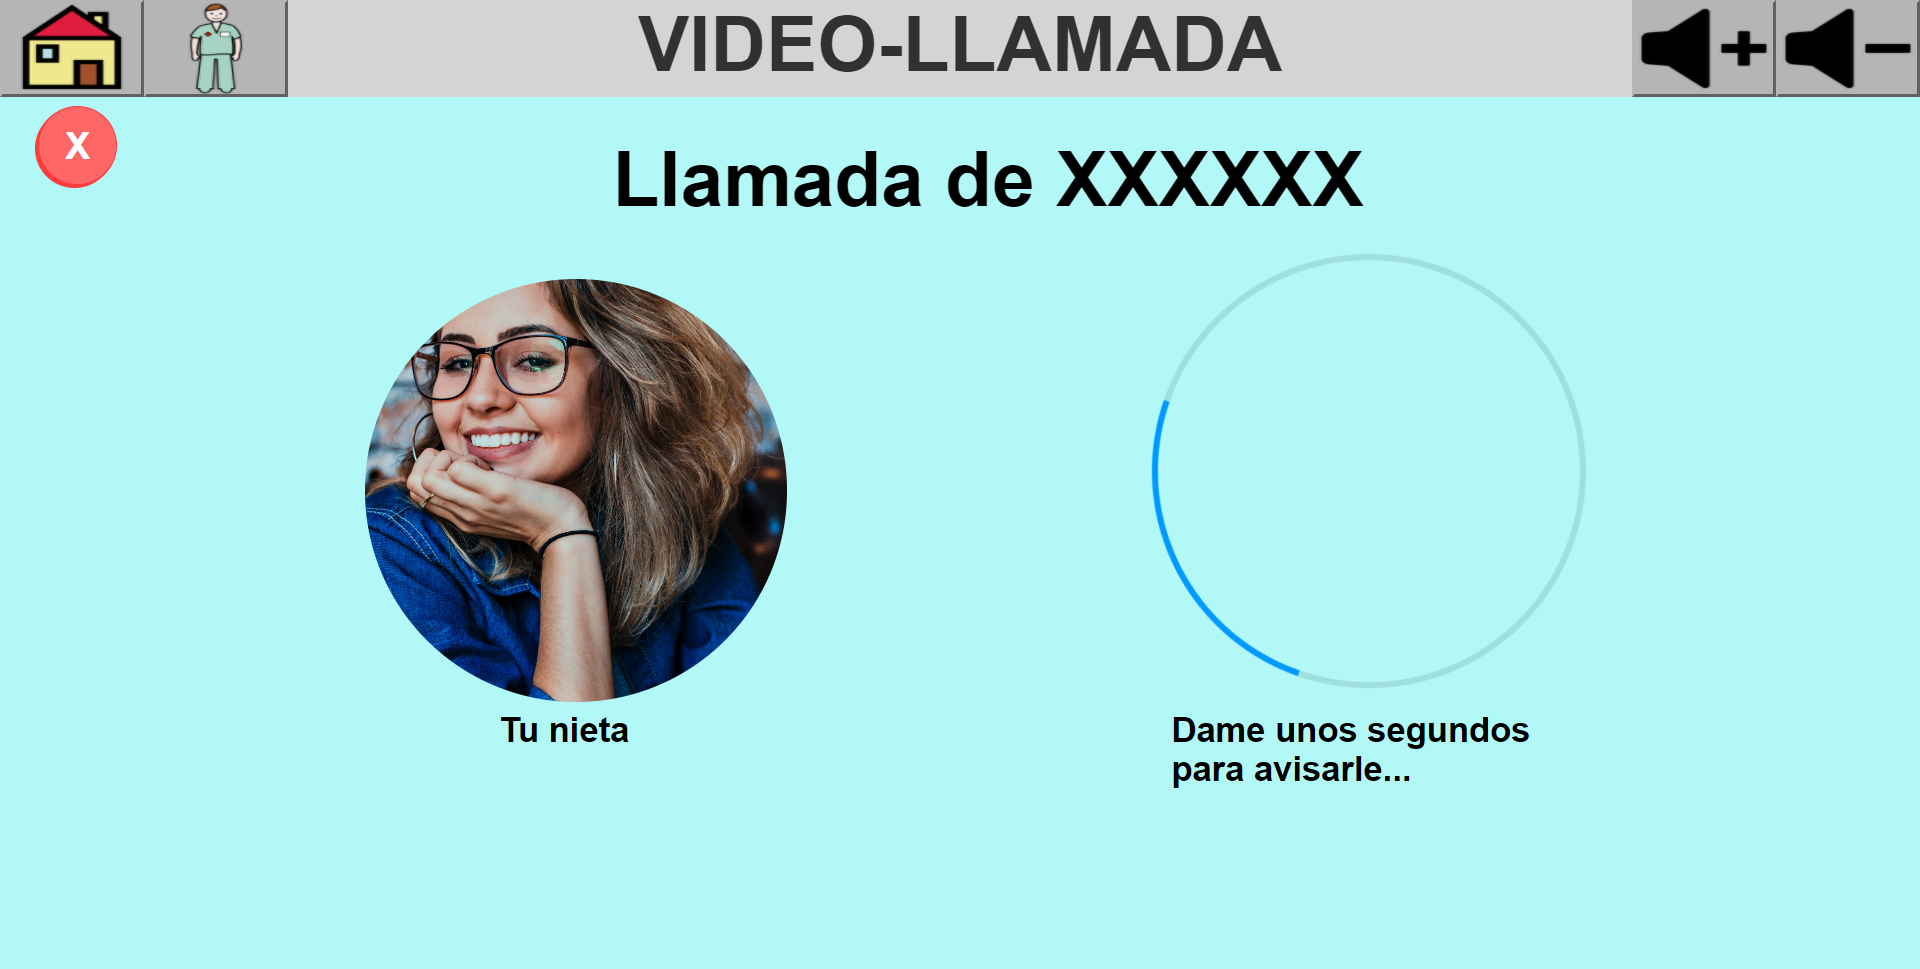 VIDEO-LLAMADA
X
Llamada de XXXXXX
Tu nieta
Dame unos segundos
para avisarle...